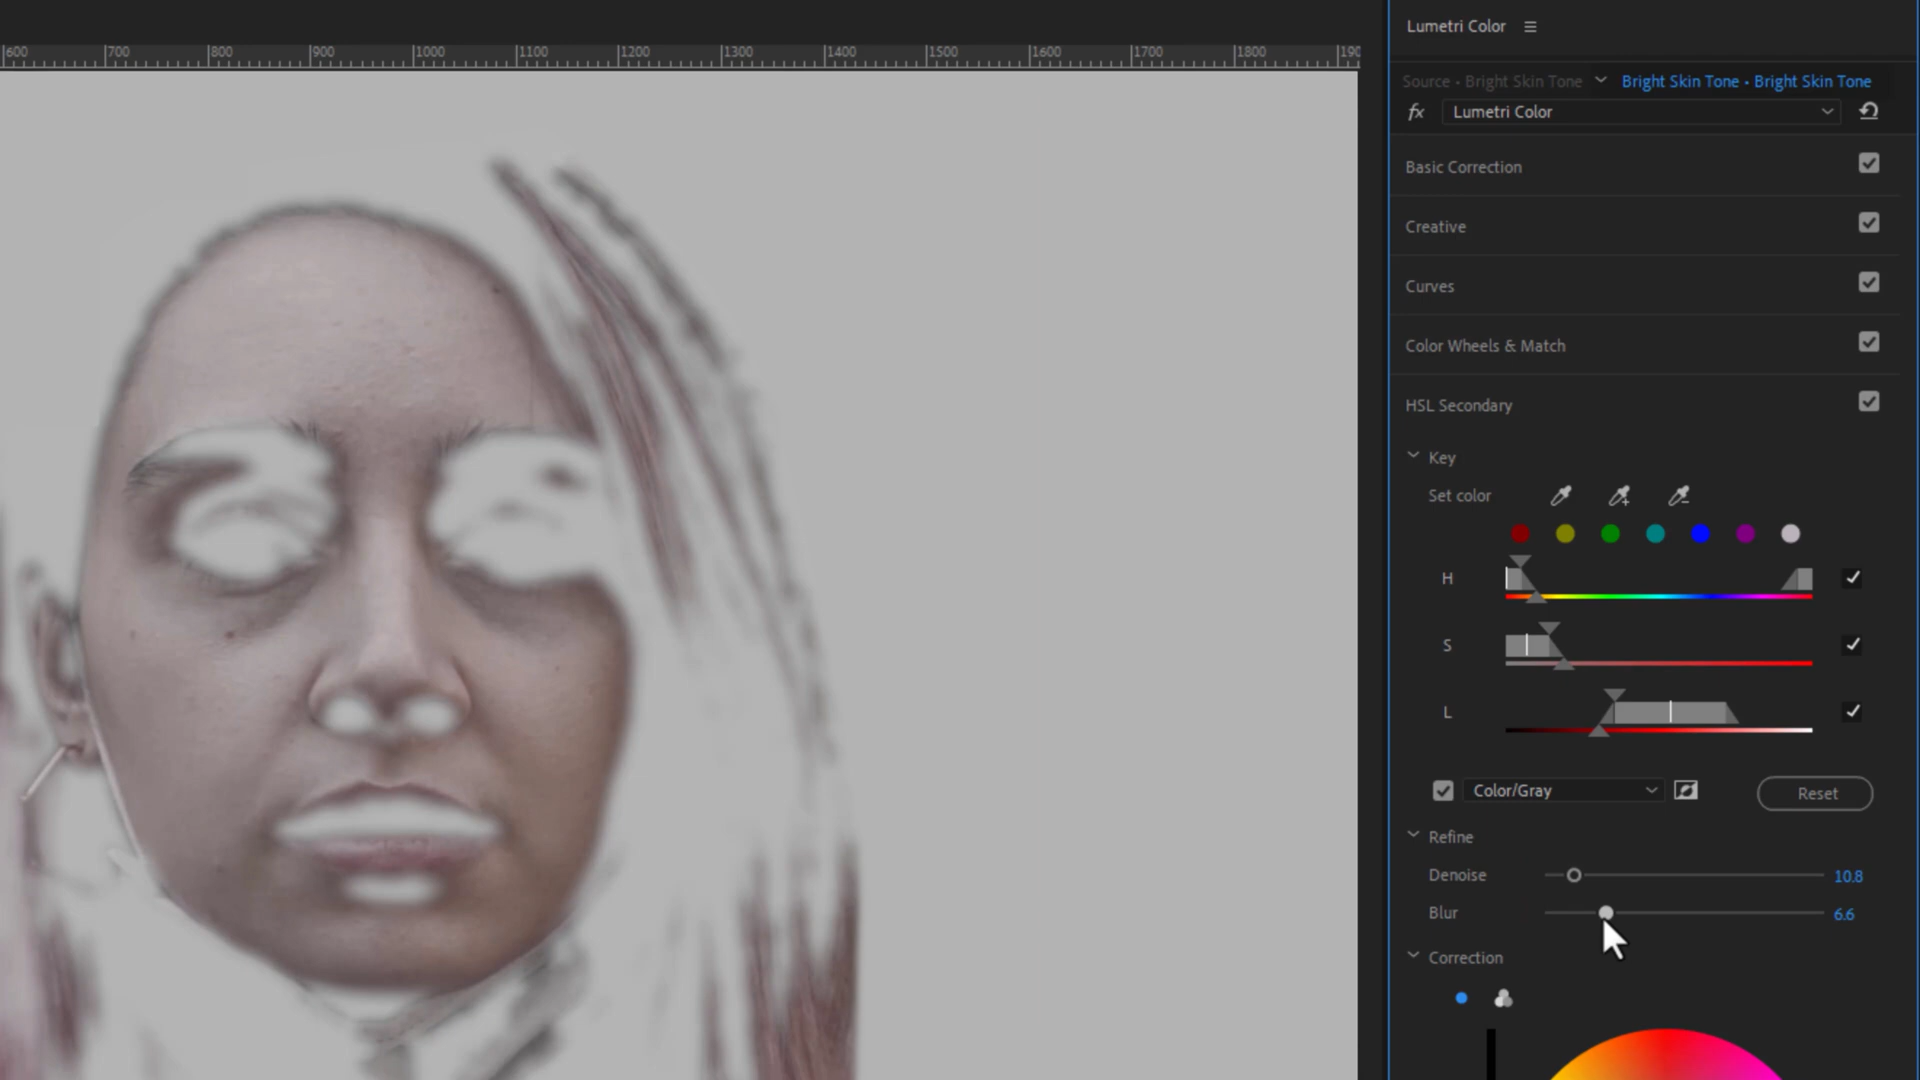 Lumetri Color
600 700 800 900 1000 1100 1200 1300 1400 1500 1600 1700 1800 190
Source • Bright Skin Tone Bright Skin Tone • Bright Skin Tone
fx Lumetri Color
Basic Correction
Creative
Curves
Color Wheels & Match
HSL Secondary
Key
Set color
H
S
L
Color/Gray Reset
Refine
Denoise 10.8
Blur 6.6
Correction